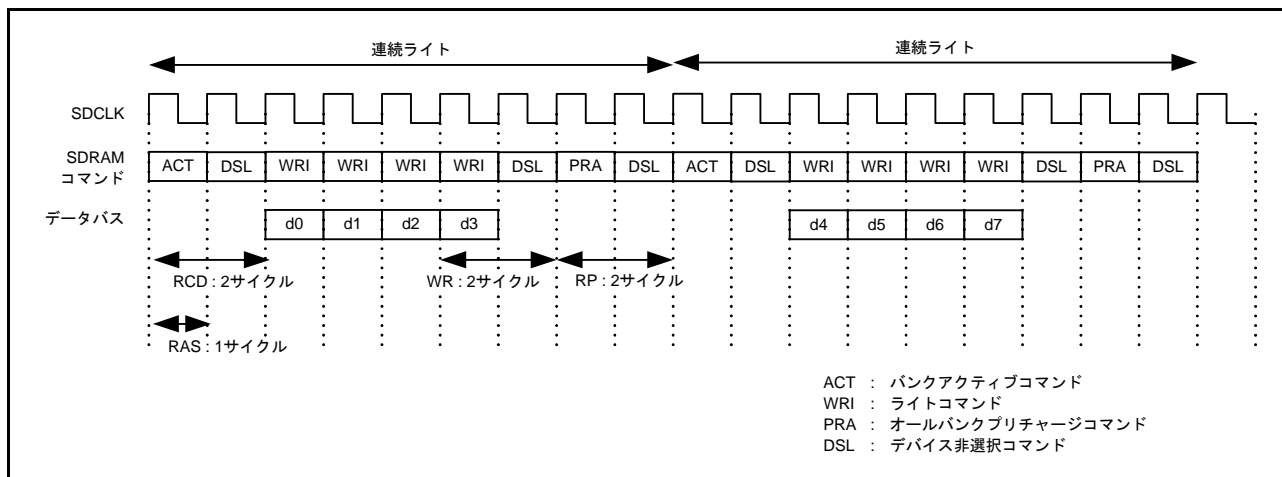 連続ライト 連続ライト
SDCLK
SDRAM
コマンド
ACT DSL WRI WRI WRI WRI DSL PRA DSL ACT DSL WRI WRI WRI WRI DSL PRA DSL
データバス d0 d1 d2 d3 d4 d5 d6 d7
RCD : 2サイクル WR : 2サイクル RP : 2サイクル
RAS : 1サイクル
ACT : バンクアクティブコマンド
WRI : ライトコマンド
PRA : オールバンクプリチャージコマンド
DSL : デバイス非選択コマンド